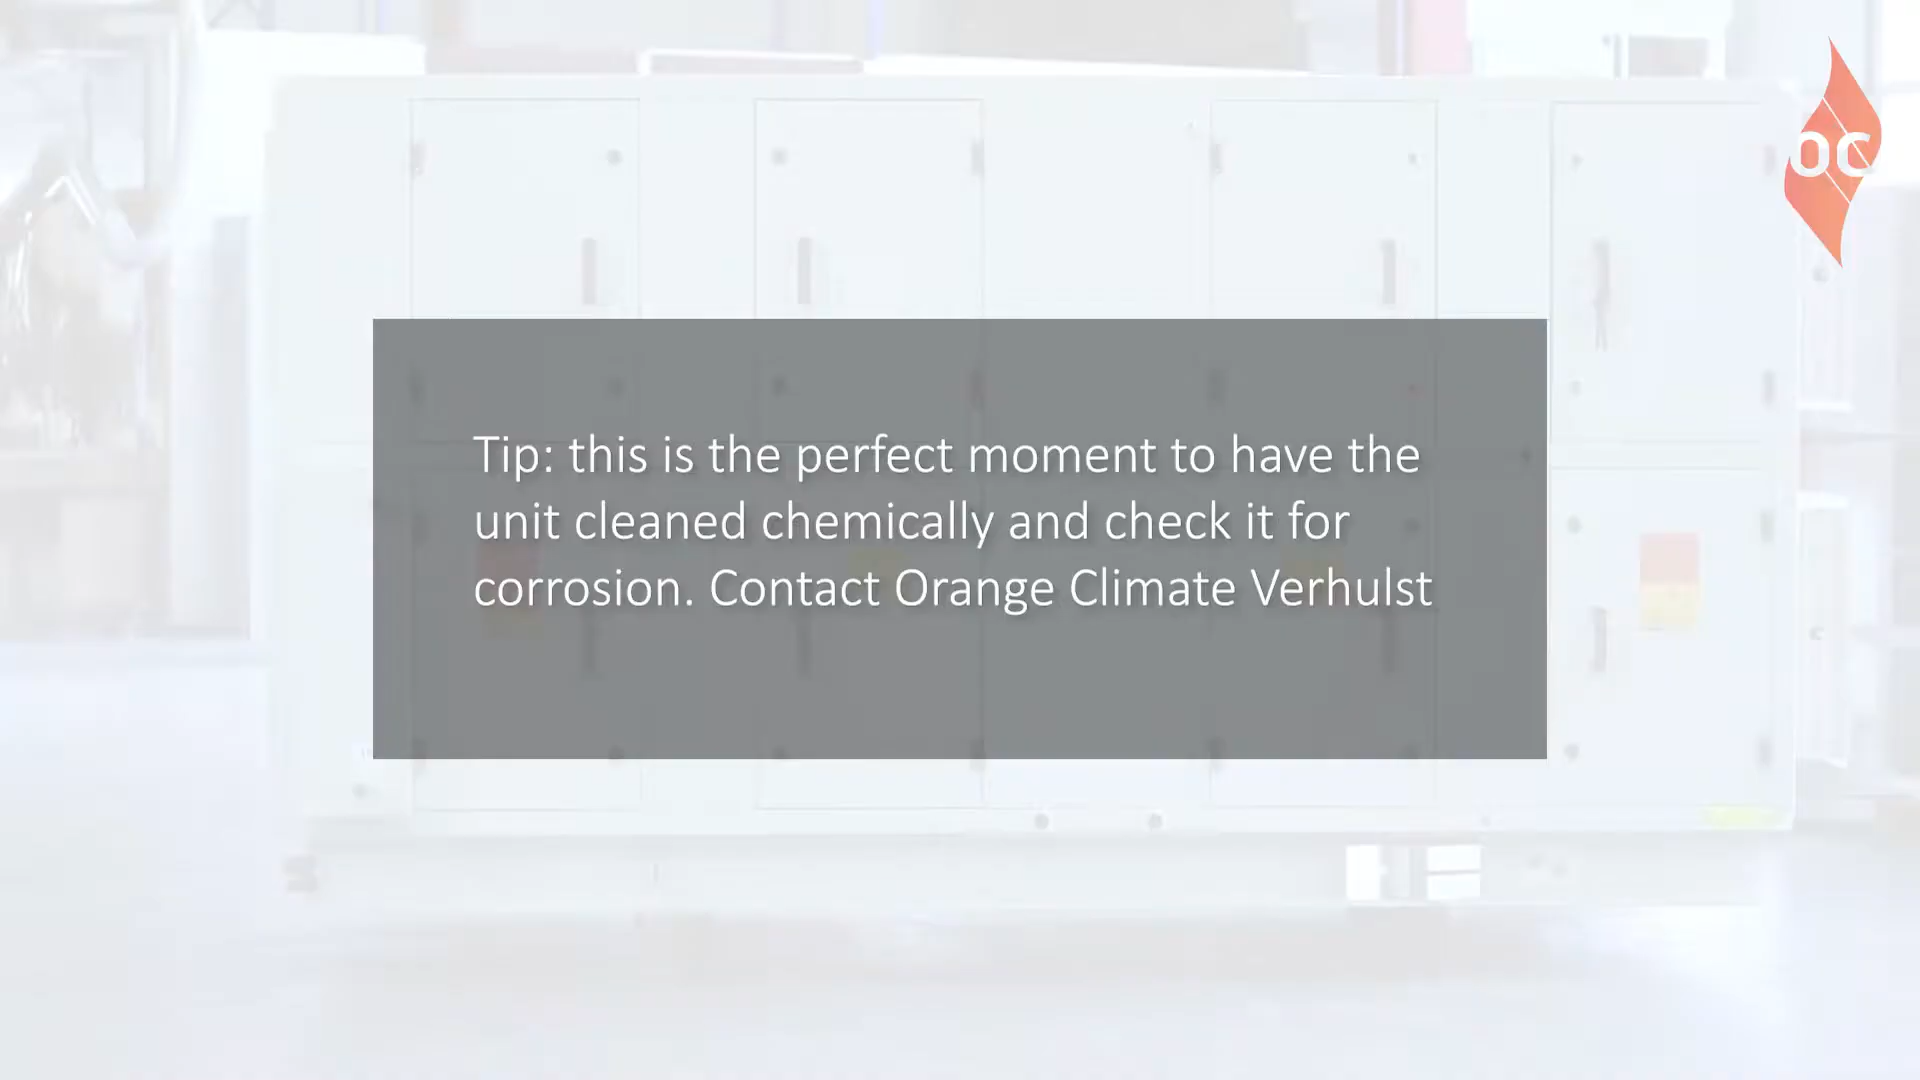 OC
Tip: this is the perfect moment to have the
unit cleaned chemically and check it for
corrosion. Contact Orange Climate Verhulst